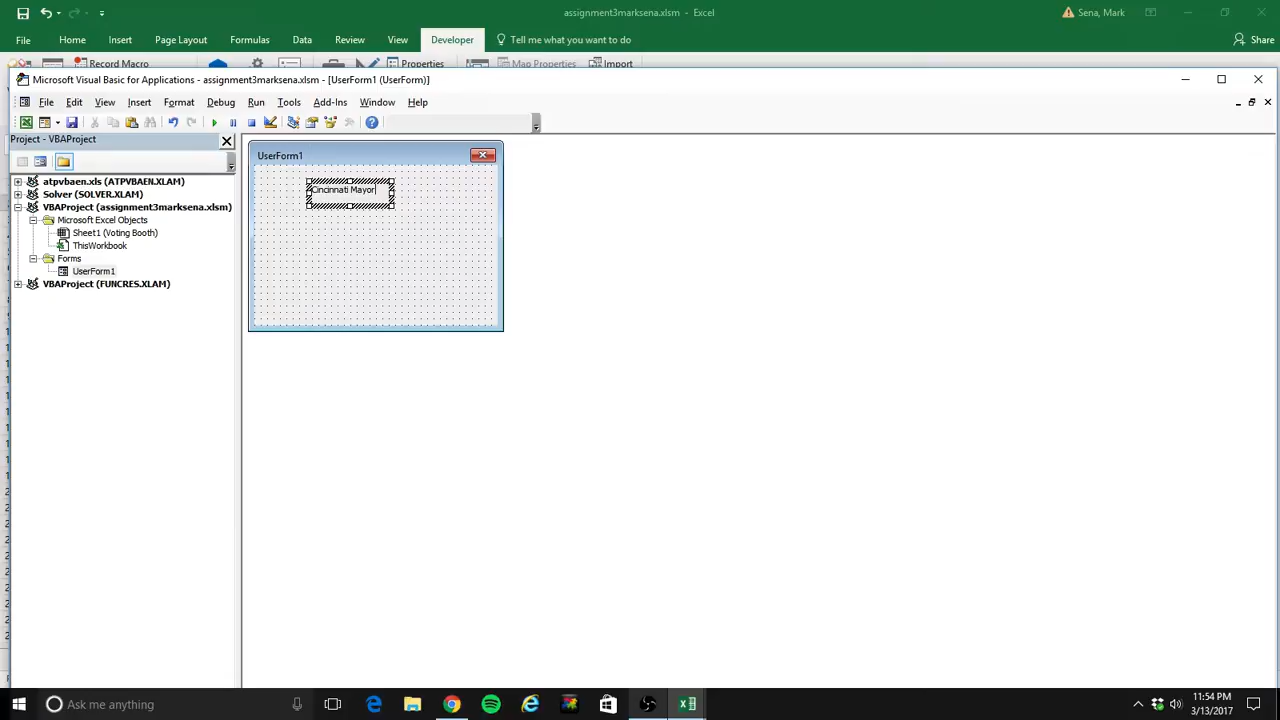 assignment3marksena.xlsm - Excel
Sena, Mark
File Home Insert Page Layout Formulas Data Review View Developer Tell me what you want to do Share
Record Macro Properties Map Properties Import
Microsoft Visual Basic for Applications - assignment3marksena.xlsm - [UserForm1 (UserForm)]
File Edit View Insert Format Debug Run Tools Add-Ins Window Help
Project - VBAProject
atpvbaen.xls (ATPVBAEN.XLAM)
Solver (SOLVER.XLAM)
VBAProject (assignment3marksena.xlsm)
Microsoft Excel Objects
Sheet1 (Voting Booth)
ThisWorkbook
Forms
UserForm1
VBAProject (FUNCRES.XLAM)
UserForm1
Cincinnati Mayor
Ask me anything
11:54 PM
3/13/2017